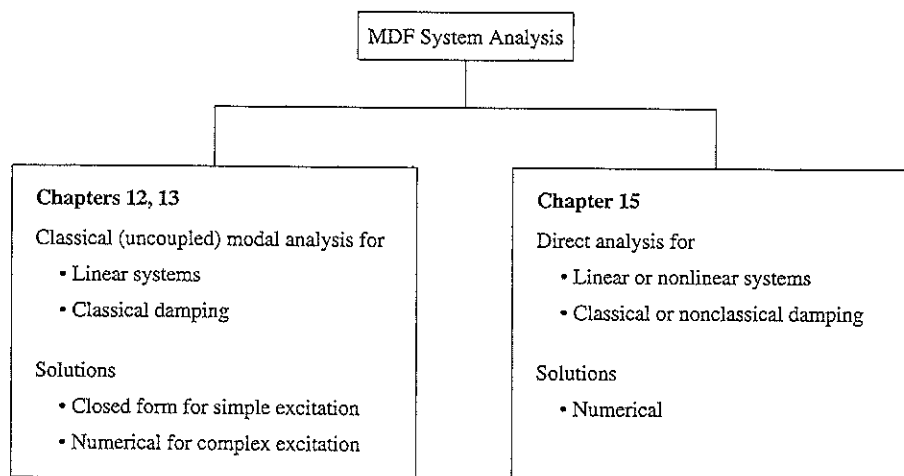 MDF System Analysis
Chapters 12, 13
Classical (uncoupled) modal analysis for
• Linear systems
• Classical damping
Solutions
• Closed form for simple excitation
• Numerical for complex excitation
Chapter 15
Direct analysis for
• Linear or nonlinear systems
• Classical or nonclassical damping
Solutions
• Numerical